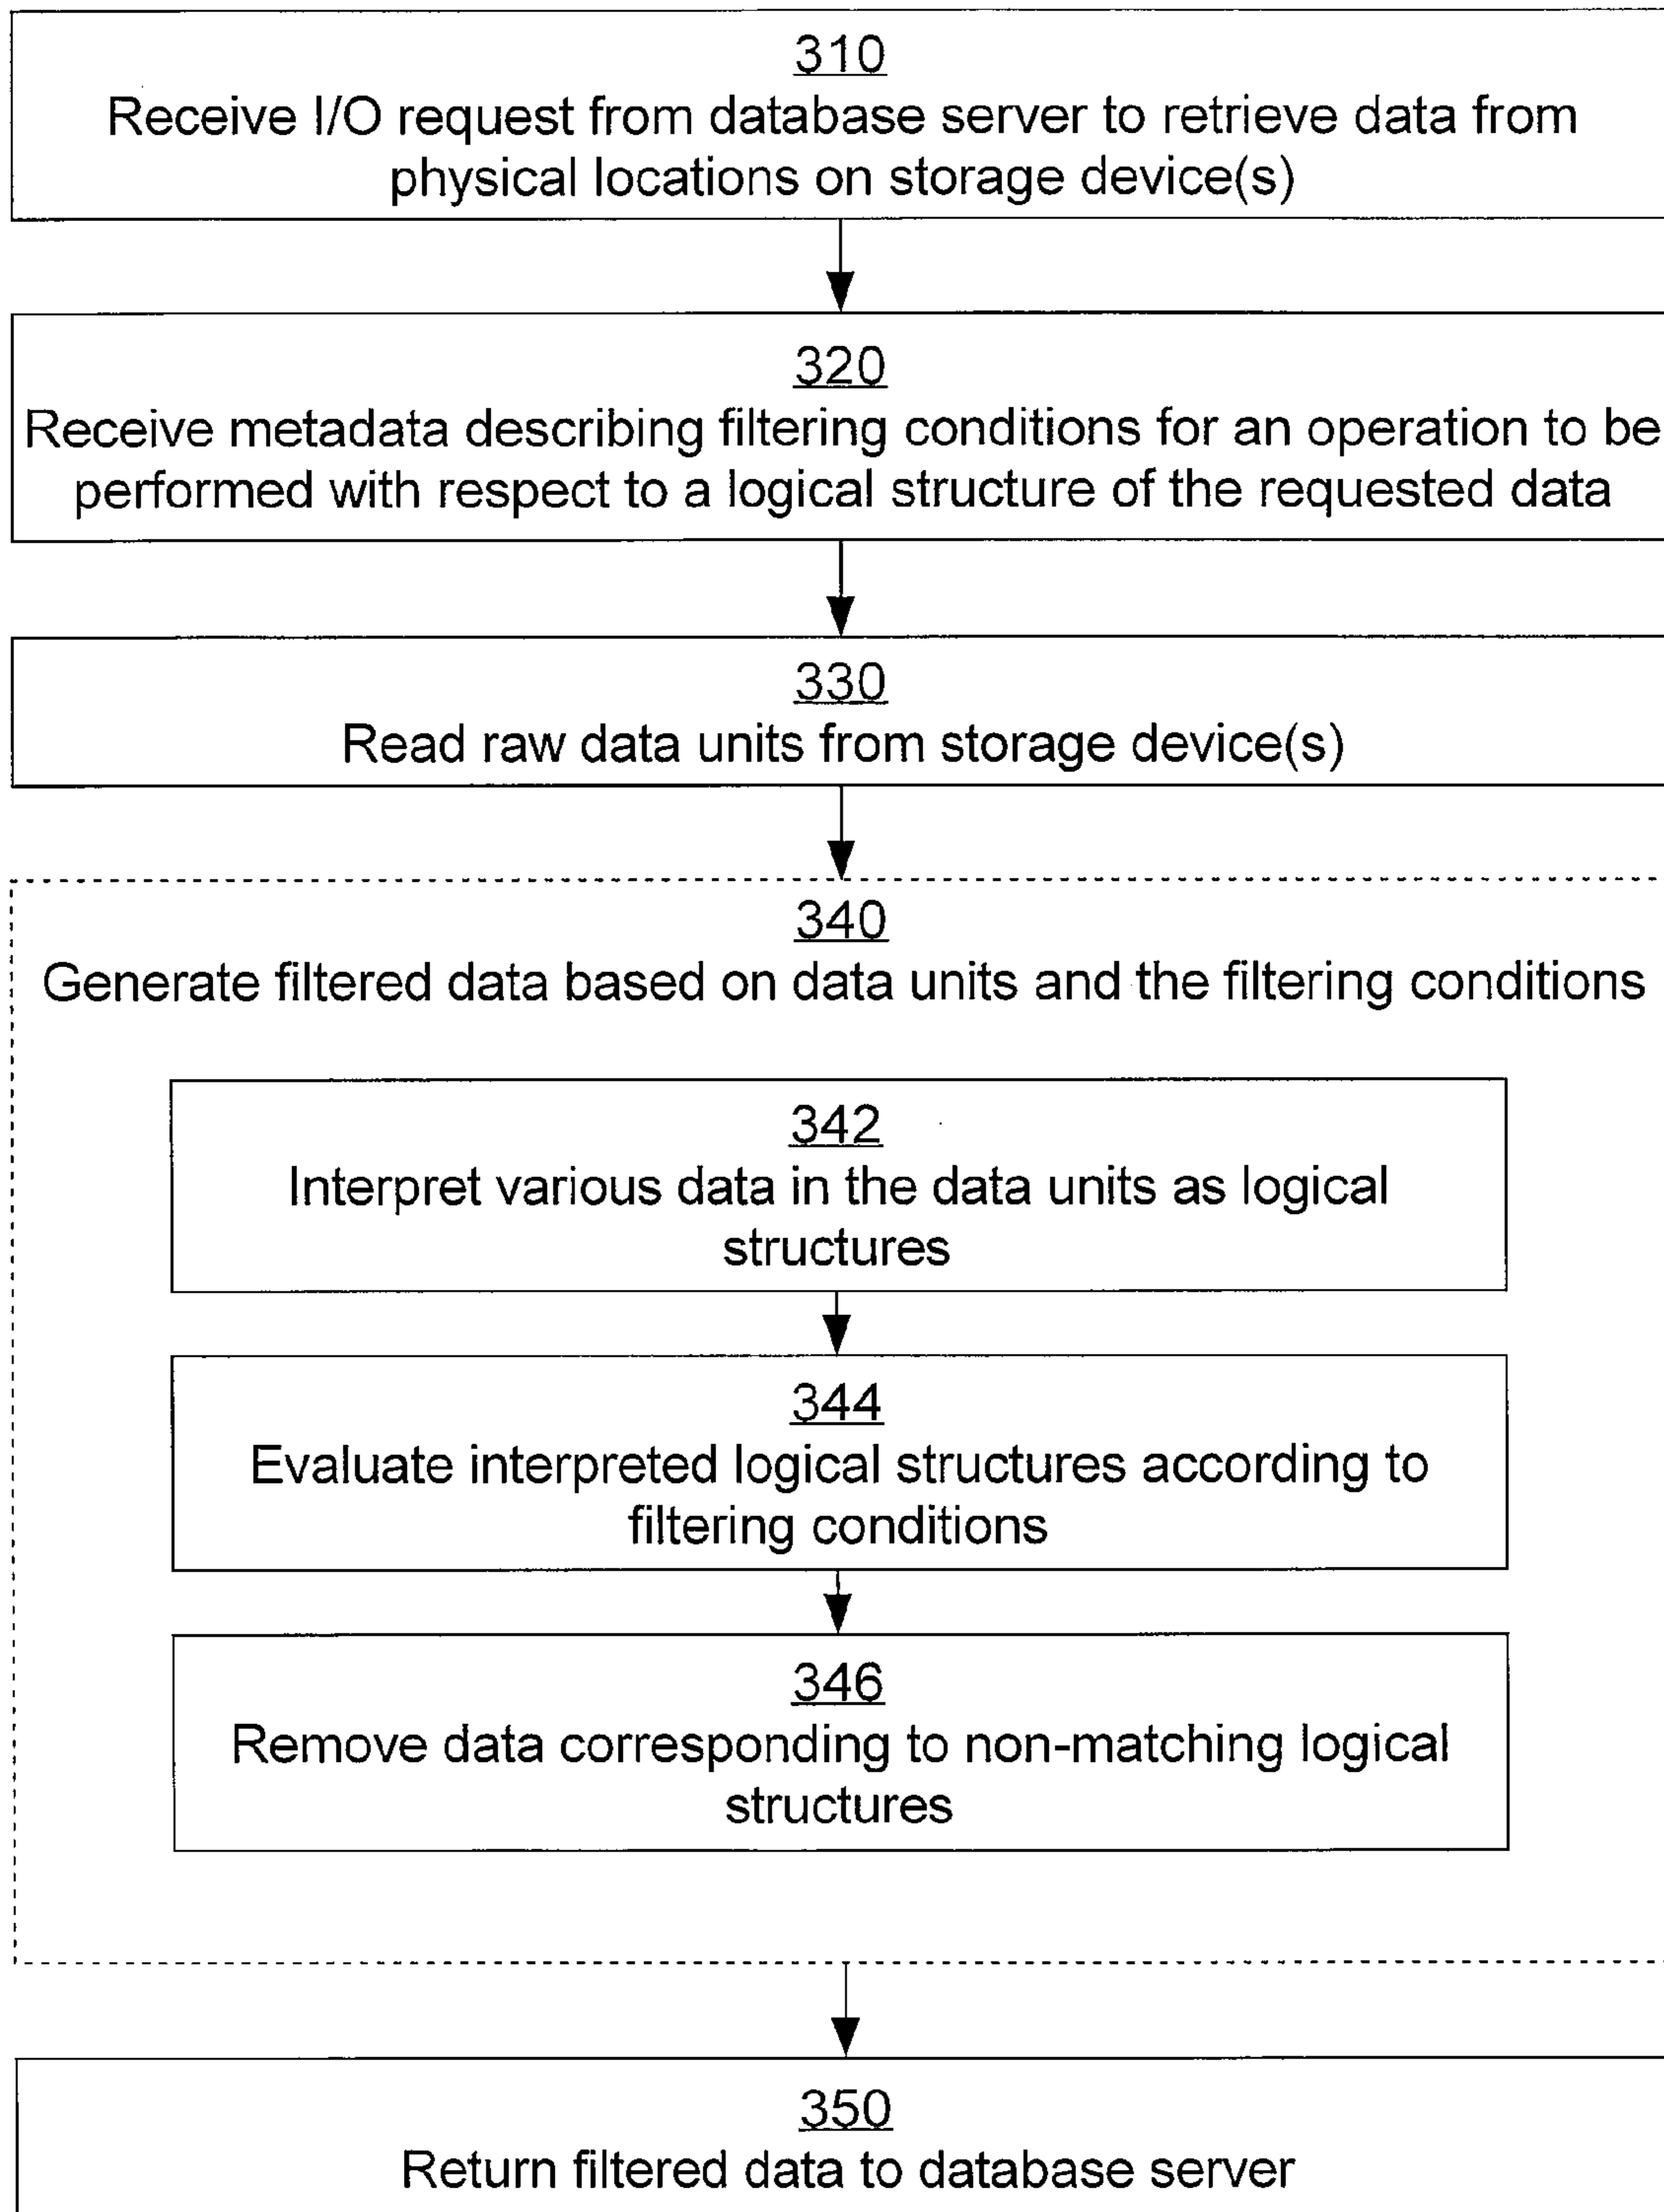 310
Receive I/O request from database server to retrieve data from
physical locations on storage device(s)
320
Receive metadata describing filtering conditions for an operation to be
performed with respect to a logical structure of the requested data
330
Read raw data units from storage device(s)
340
Generate filtered data based on data units and the filtering conditions
342
Interpret various data in the data units as logical
structures
344
Evaluate interpreted logical structures according to
filtering conditions
346
Remove data corresponding to non-matching logical
structures
350
Return filtered data to database server